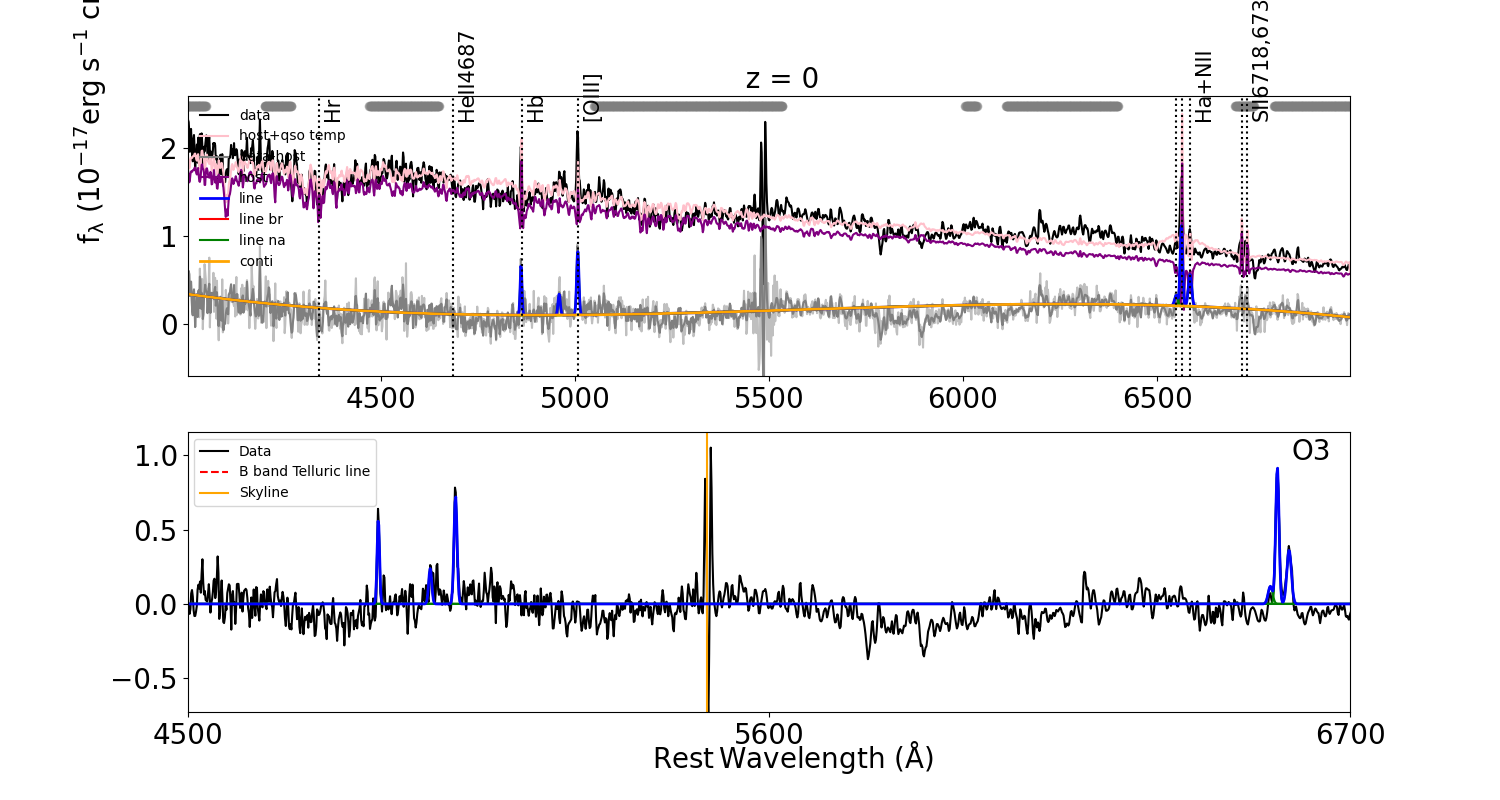 z = 0
f_λ (10^−17 erg s^−1 c
Hr
HeII4687
Hb
[OIII]
Ha+NII
SII6718,673
data
host+qso temp
data-host
host
line
line br
line na
conti
2
1
0
4500 5000 5500 6000 6500
Data
B band Telluric line
Skyline
O3
1.0
0.5
0.0
−0.5
4500 5600 6700
Rest Wavelength (Å)